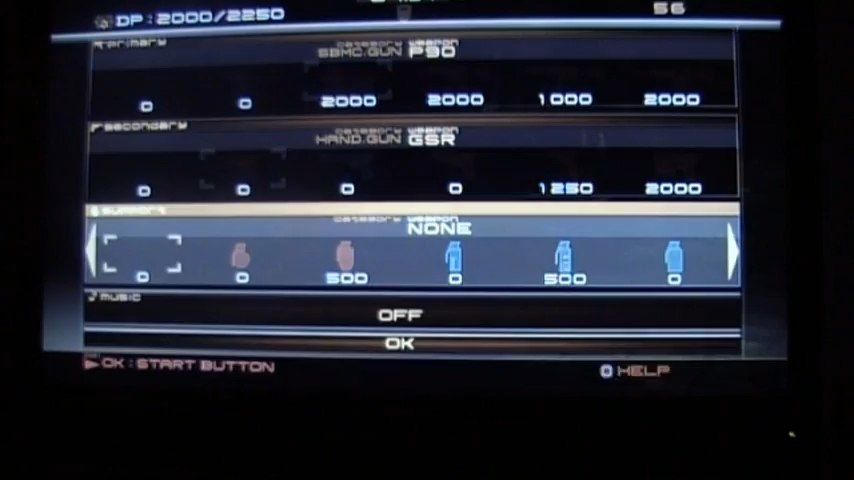 DP : 2000/2250
56
primary
category weapon
SBMC.GUN P90
0 0 2000 2000 1000 2000
secondary
category weapon
HAND.GUN GSR
0 0 0 0 1250 2000
support
category weapon
NONE
0 0 500 0 500 0
music
OFF
OK
OK : START BUTTON
HELP